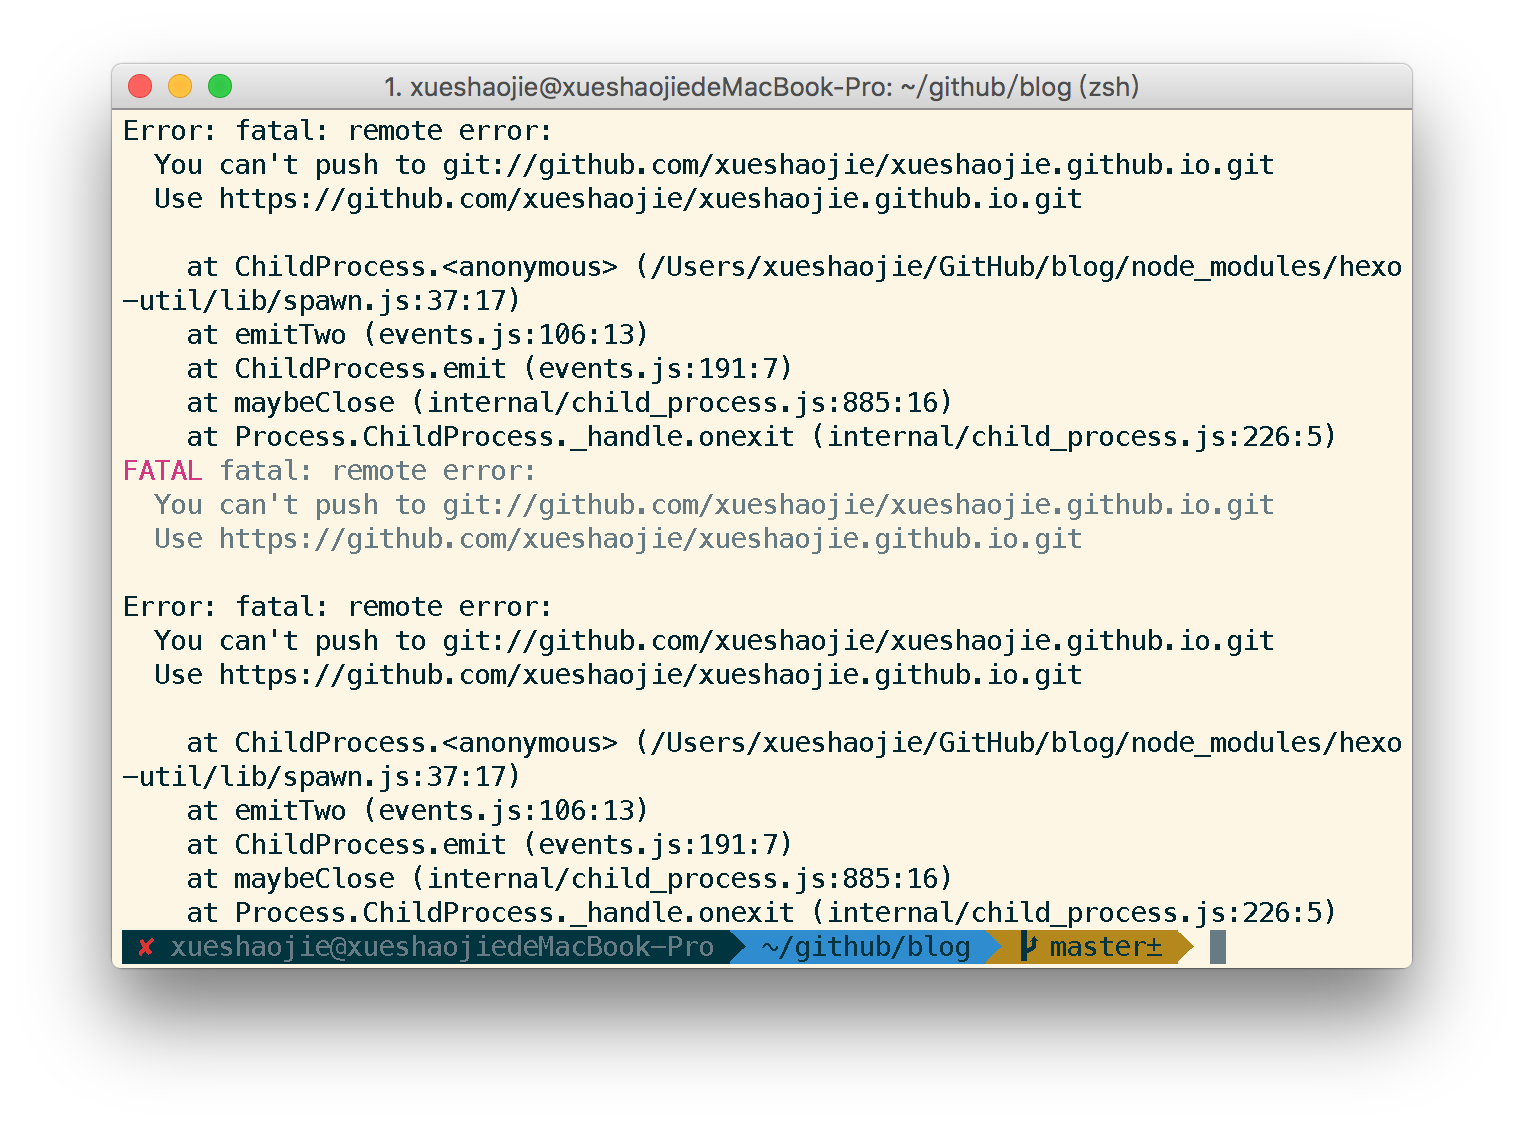 1. xueshaojie@xueshaojiedeMacBook-Pro: ~/github/blog (zsh)
Error: fatal: remote error:
  You can't push to git://github.com/xueshaojie/xueshaojie.github.io.git
  Use https://github.com/xueshaojie/xueshaojie.github.io.git

    at ChildProcess.<anonymous> (/Users/xueshaojie/GitHub/blog/node_modules/hexo
-util/lib/spawn.js:37:17)
    at emitTwo (events.js:106:13)
    at ChildProcess.emit (events.js:191:7)
    at maybeClose (internal/child_process.js:885:16)
    at Process.ChildProcess._handle.onexit (internal/child_process.js:226:5)
FATAL fatal: remote error:
  You can't push to git://github.com/xueshaojie/xueshaojie.github.io.git
  Use https://github.com/xueshaojie/xueshaojie.github.io.git

Error: fatal: remote error:
  You can't push to git://github.com/xueshaojie/xueshaojie.github.io.git
  Use https://github.com/xueshaojie/xueshaojie.github.io.git

    at ChildProcess.<anonymous> (/Users/xueshaojie/GitHub/blog/node_modules/hexo
-util/lib/spawn.js:37:17)
    at emitTwo (events.js:106:13)
    at ChildProcess.emit (events.js:191:7)
    at maybeClose (internal/child_process.js:885:16)
    at Process.ChildProcess._handle.onexit (internal/child_process.js:226:5)
✘ xueshaojie@xueshaojiedeMacBook-Pro ~/github/blog master±